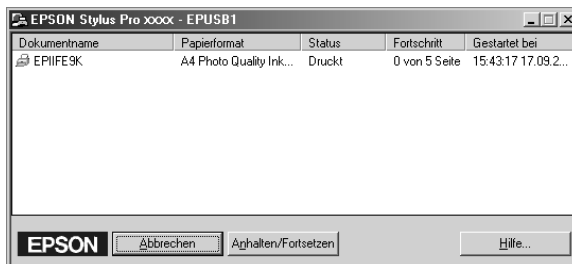 EPSON Stylus Pro xxxx - EPUSB1
Dokumentname Papierformat Status Fortschritt Gestartet bei
EPIIFE9K A4 Photo Quality Ink... Druckt 0 von 5 Seite 15:43:17 17.09.2...
EPSON Abbrechen Anhalten/Fortsetzen Hilfe...